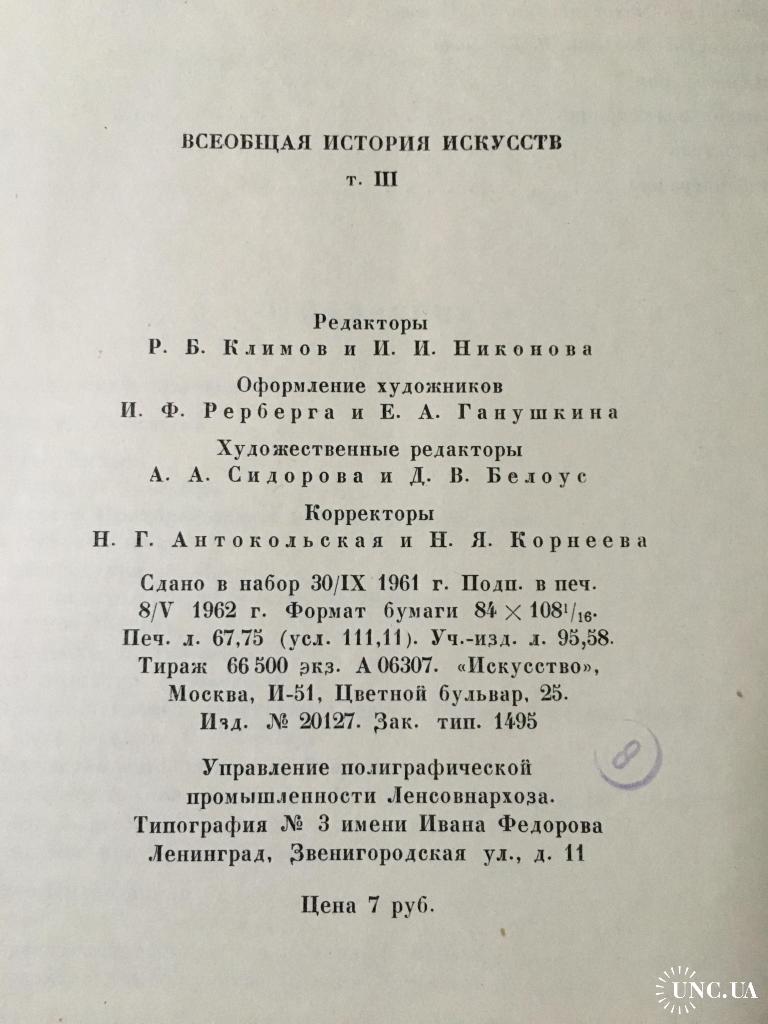 ВСЕОБЩАЯ ИСТОРИЯ ИСКУССТВ
т. III
Редакторы
Р. Б. Климов и И. И. Никонова
Оформление художников
И. Ф. Рерберга и Е. А. Ганушкина
Художественные редакторы
А. А. Сидорова и Д. В. Белоус
Корректоры
Н. Г. Антокольская и Н. Я. Корнеева
Сдано в набор 30/IX 1961 г. Подп. в печ.
8/V 1962 г. Формат бумаги 84 × 108¹/₁₆.
Печ. л. 67,75 (усл. 111,11). Уч.-изд. л. 95,58.
Тираж 66 500 экз. А 06307. «Искусство»,
Москва, И-51, Цветной бульвар, 25.
Изд. № 20127. Зак. тип. 1495
8
Управление полиграфической
промышленности Ленсовнархоза.
Типография № 3 имени Ивана Федорова
Ленинград, Звенигородская ул., д. 11
Цена 7 руб.
UNC.UA